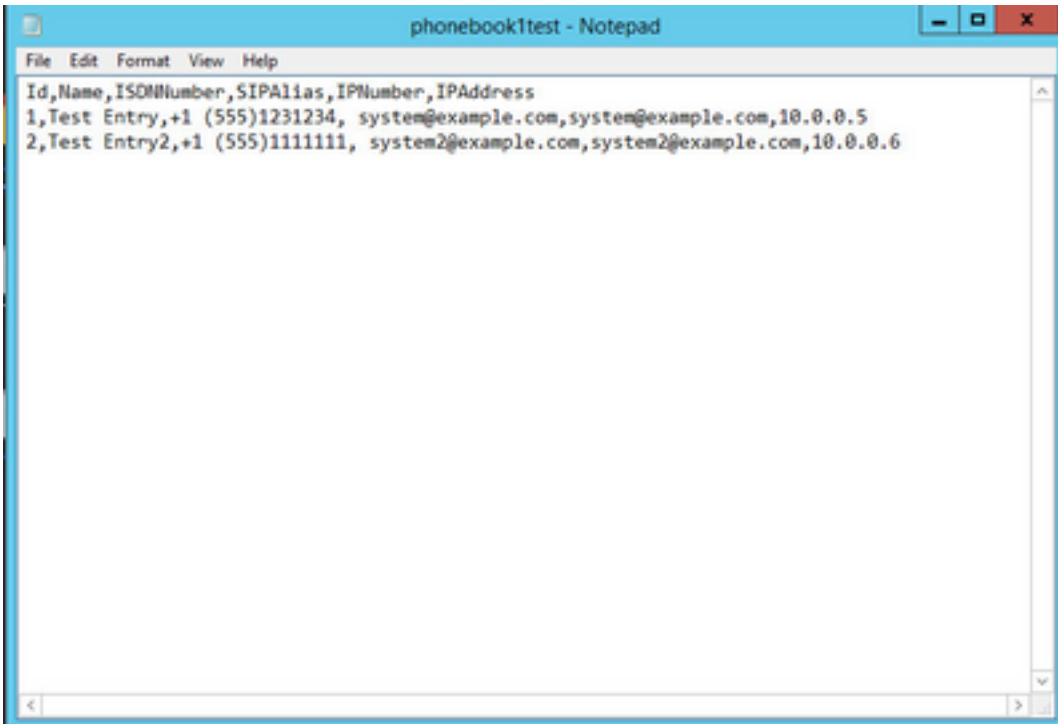 phonebook1test - Notepad
File Edit Format View Help
Id,Name,ISDNNumber,SIPAlias,IPNumber,IPAddress
1,Test Entry,+1 (555)1231234, system@example.com,system@example.com,10.0.0.5
2,Test Entry2,+1 (555)1111111, system2@example.com,system2@example.com,10.0.0.6